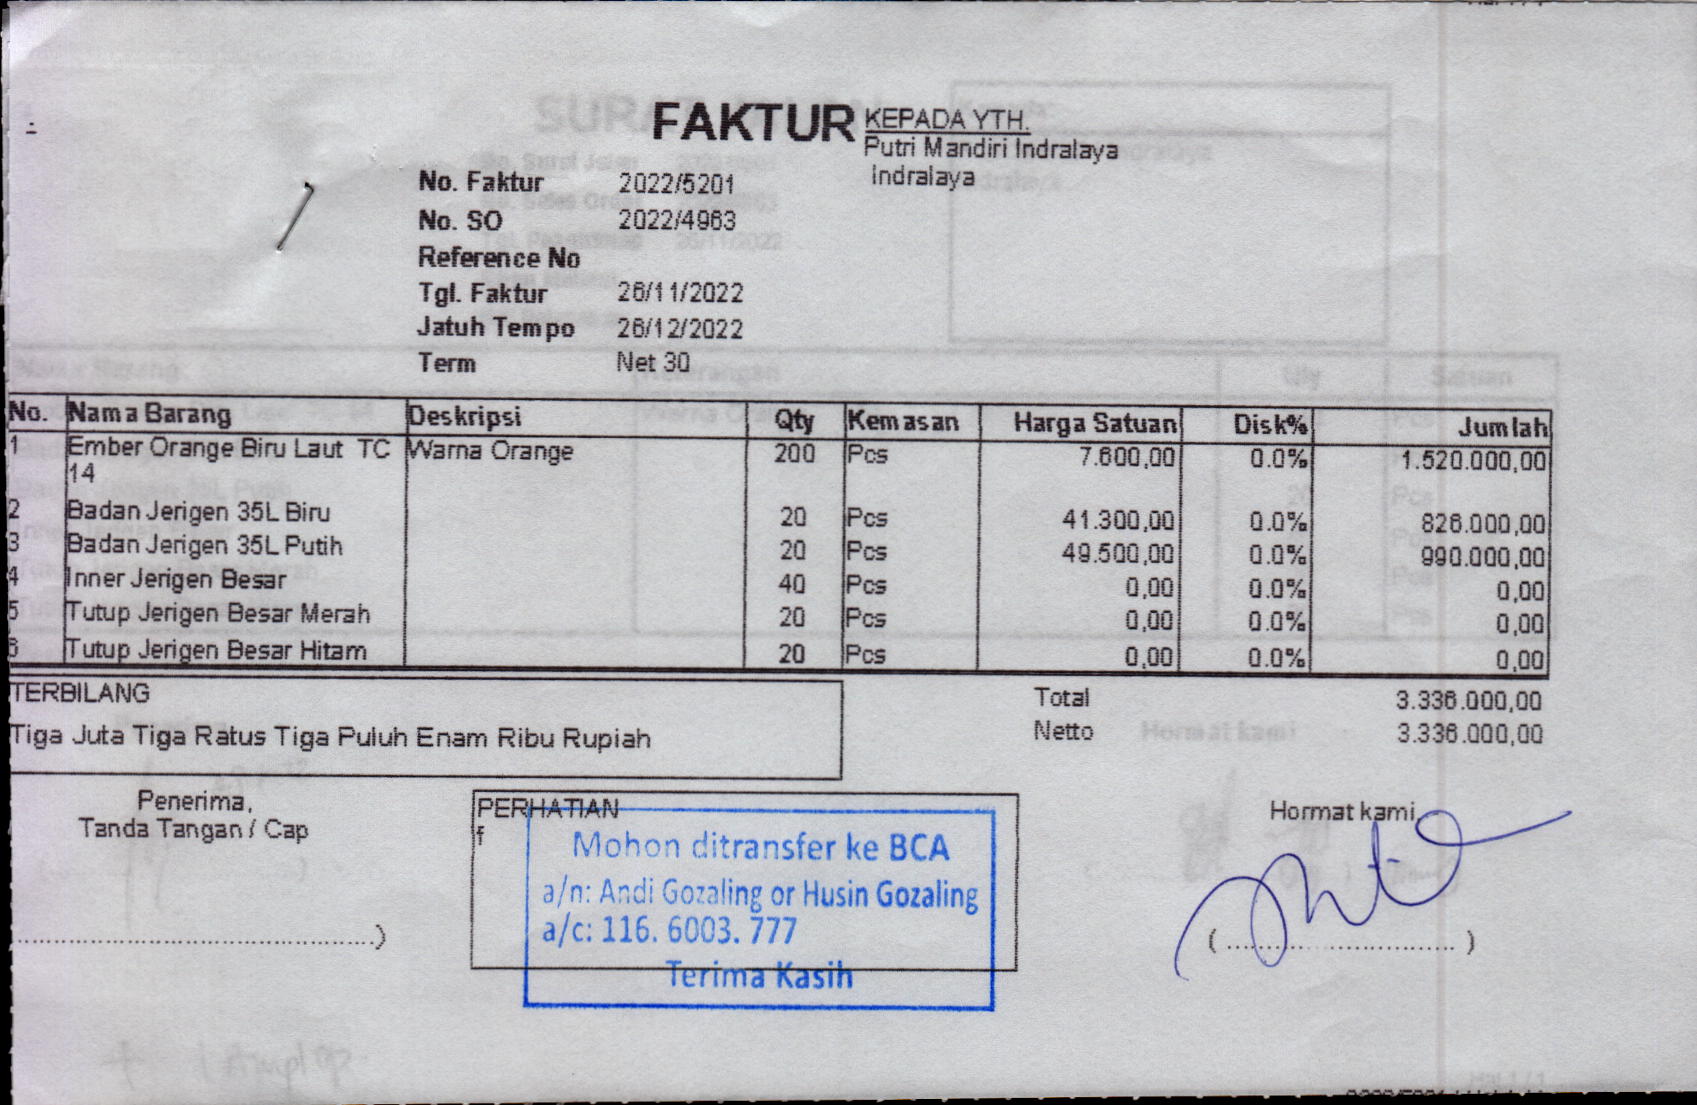 FAKTUR
KEPADA YTH.
Putri Mandiri Indralaya
Indralaya
No. Faktur 2022/5201
No. SO 2022/4963
Reference No
Tgl. Faktur 26/11/2022
Jatuh Tempo 26/12/2022
Term Net 30
No. Nama Barang Deskripsi Qty Kemasan Harga Satuan Disk% Jumlah
1 Ember Orange Biru Laut TC 14 Warna Orange 200 Pcs 7.600,00 0.0% 1.520.000,00
2 Badan Jerigen 35L Biru 20 Pcs 41.300,00 0.0% 826.000,00
3 Badan Jerigen 35L Putih 20 Pcs 49.500,00 0.0% 990.000,00
4 Inner Jerigen Besar 40 Pcs 0,00 0.0% 0,00
5 Tutup Jerigen Besar Merah 20 Pcs 0,00 0.0% 0,00
6 Tutup Jerigen Besar Hitam 20 Pcs 0,00 0.0% 0,00
TERBILANG
Tiga Juta Tiga Ratus Tiga Puluh Enam Ribu Rupiah
Total 3.336.000,00
Netto 3.336.000,00
Penerima,
Tanda Tangan / Cap
PERHATIAN
f
Mohon ditransfer ke BCA
a/n: Andi Gozaling or Husin Gozaling
a/c: 116. 6003. 777
Terima Kasih
Hormat kami,